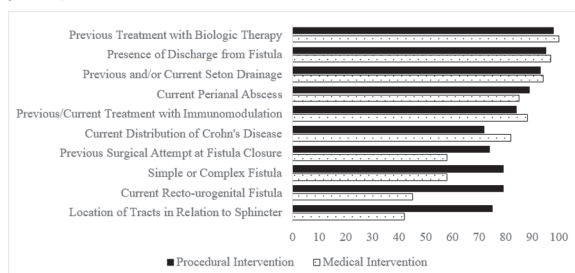 Previous Treatment with Biologic Therapy
Presence of Discharge from Fistula
Previous and/or Current Seton Drainage
Current Perianal Abscess
Previous/Current Treatment with Immunomodulation
Current Distribution of Crohn's Disease
Previous Surgical Attempt at Fistula Closure
Simple or Complex Fistula
Current Recto-urogenital Fistula
Location of Tracts in Relation to Sphincter
0 10 20 30 40 50 60 70 80 90 100
Procedural Intervention Medical Intervention